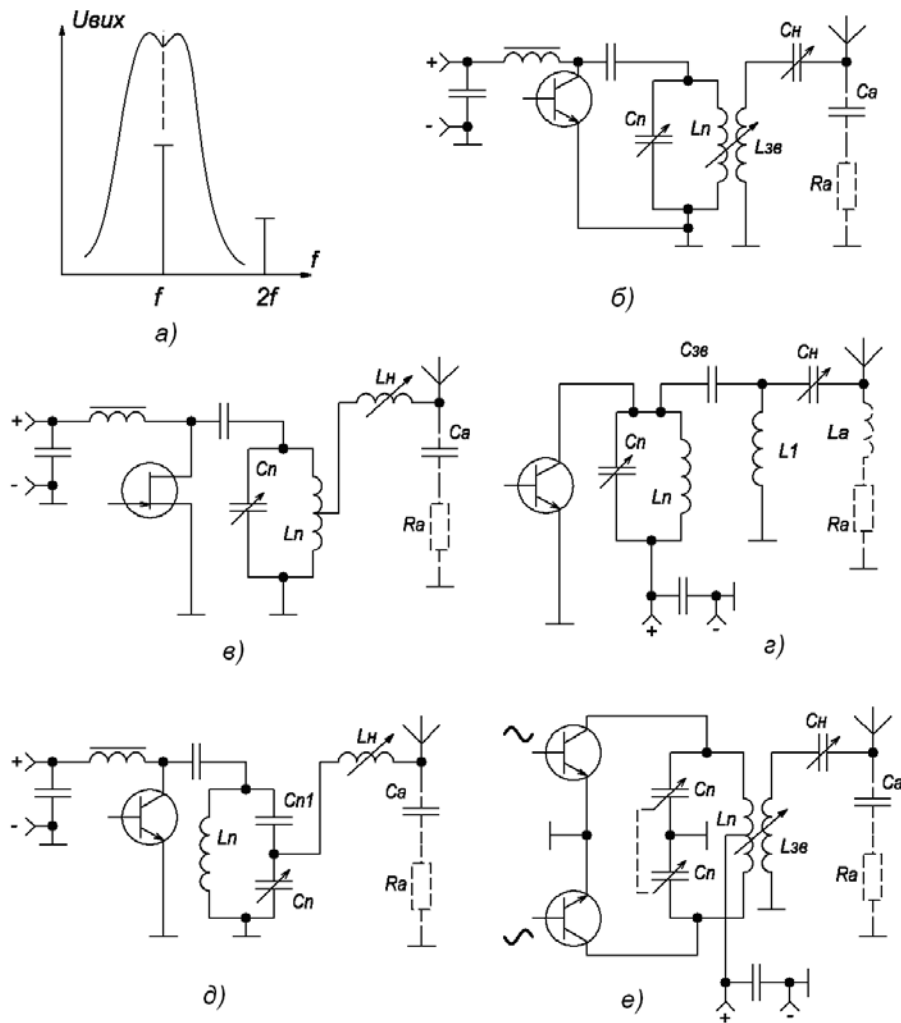 Uвих
f
f
2f
а)
+
-
Cн
Cп
Lп
Lзв
Cа
Rа
б)
+
-
Lн
Cп
Lп
Cа
Rа
в)
Cзв
Cн
Cп
Lп
L1
Lа
Rа
+
-
г)
+
-
Lн
Cп1
Lп
Cп
Cа
Rа
д)
Cн
Cп
Lп
Cа
Cп
Lзв
Rа
+
-
е)